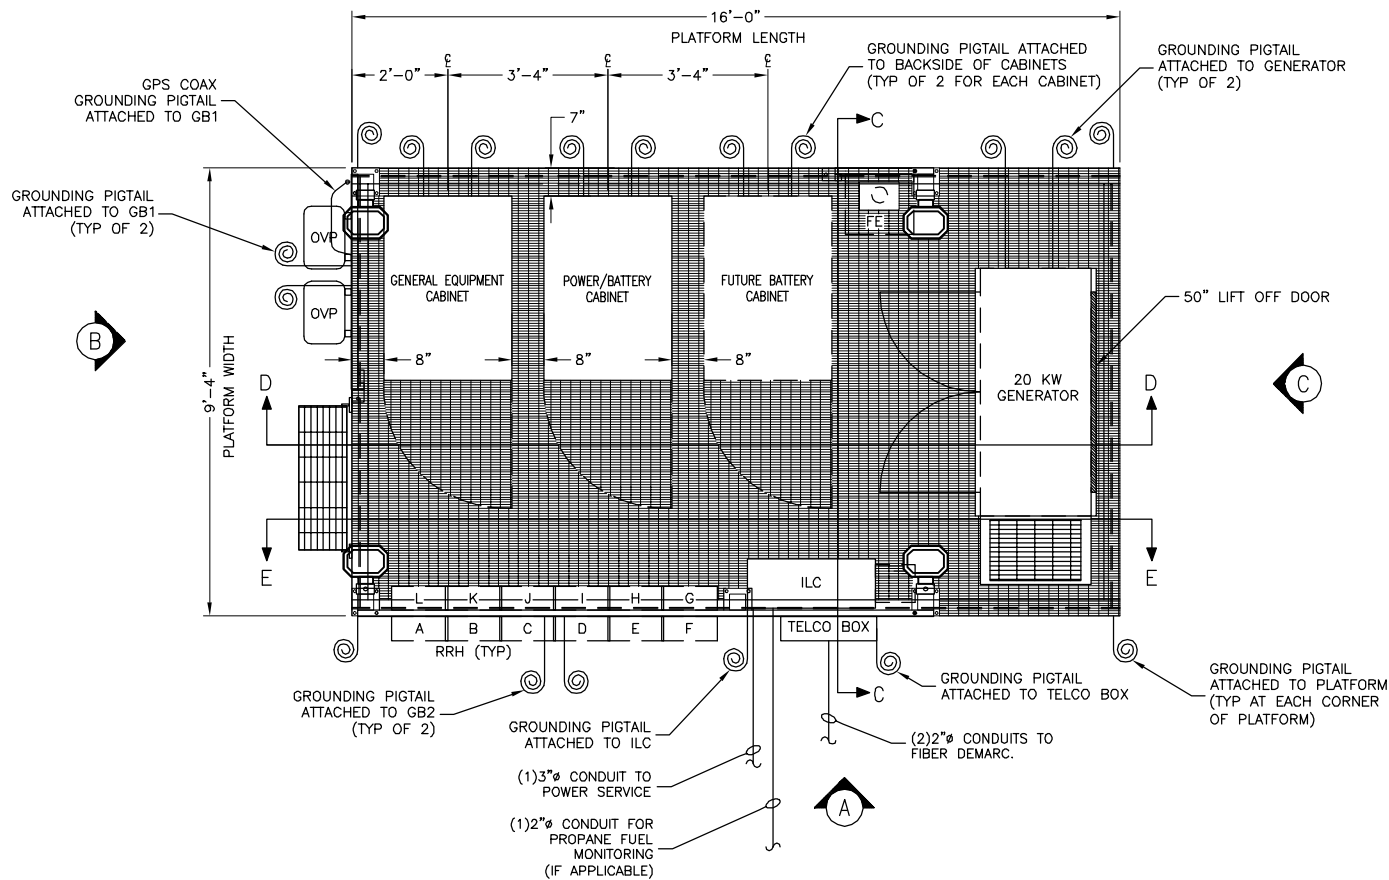 16'-0"
PLATFORM LENGTH
℄
℄
℄
2'-0"
3'-4"
3'-4"
7"
GROUNDING PIGTAIL ATTACHED
TO BACKSIDE OF CABINETS
(TYP OF 2 FOR EACH CABINET)
GROUNDING PIGTAIL
ATTACHED TO GENERATOR
(TYP OF 2)
GPS COAX
GROUNDING PIGTAIL
ATTACHED TO GB1
C
GROUNDING PIGTAIL
ATTACHED TO GB1
(TYP OF 2)
OVP
OVP
FE
GENERAL EQUIPMENT
CABINET
POWER/BATTERY
CABINET
FUTURE BATTERY
CABINET
50" LIFT OFF DOOR
B
8"
8"
8"
9'-4"
PLATFORM WIDTH
20 KW
GENERATOR
C
D
D
E
E
ILC
L K J I H G
A B C D E F
TELCO BOX
RRH (TYP)
GROUNDING PIGTAIL
ATTACHED TO GB2
(TYP OF 2)
GROUNDING PIGTAIL
ATTACHED TO ILC
C
GROUNDING PIGTAIL
ATTACHED TO TELCO BOX
GROUNDING PIGTAIL
ATTACHED TO PLATFORM
(TYP AT EACH CORNER
OF PLATFORM)
(2)2"ø CONDUITS TO
FIBER DEMARC.
(1)3"ø CONDUIT TO
POWER SERVICE
(1)2"ø CONDUIT FOR
PROPANE FUEL
MONITORING
(IF APPLICABLE)
A